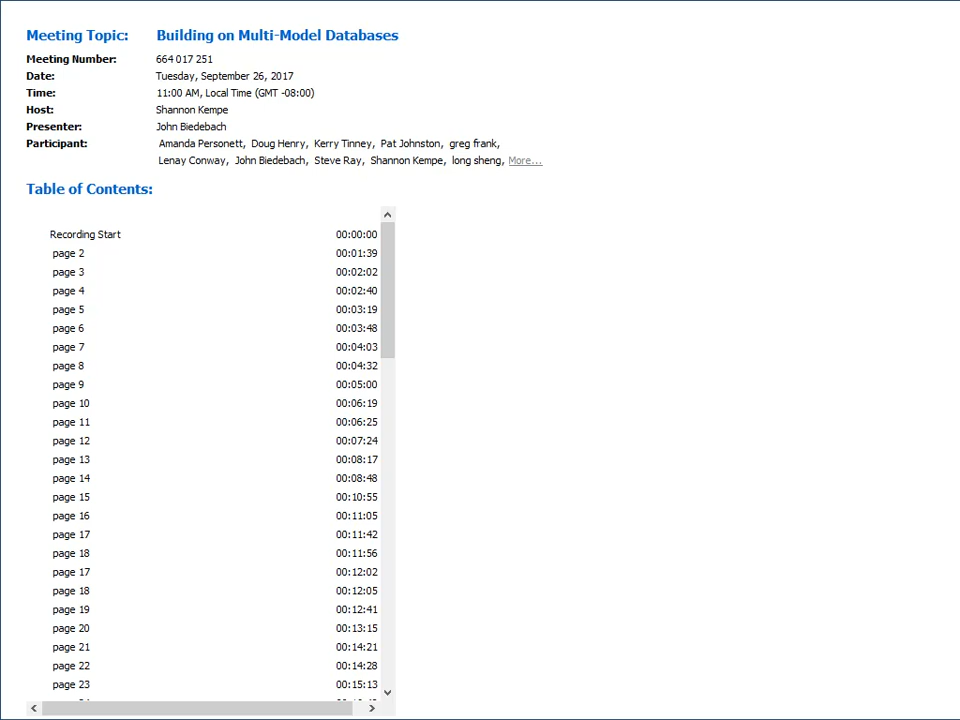 Meeting Topic: Building on Multi-Model Databases
Meeting Number: 664 017 251
Date: Tuesday, September 26, 2017
Time: 11:00 AM, Local Time (GMT -08:00)
Host: Shannon Kempe
Presenter: John Biedebach
Participant: Amanda Personett, Doug Henry, Kerry Tinney, Pat Johnston, greg frank,
Lenay Conway, John Biedebach, Steve Ray, Shannon Kempe, long sheng, More...
Table of Contents:
Recording Start 00:00:00
page 2 00:01:39
page 3 00:02:02
page 4 00:02:40
page 5 00:03:19
page 6 00:03:48
page 7 00:04:03
page 8 00:04:32
page 9 00:05:00
page 10 00:06:19
page 11 00:06:25
page 12 00:07:24
page 13 00:08:17
page 14 00:08:48
page 15 00:10:55
page 16 00:11:05
page 17 00:11:42
page 18 00:11:56
page 17 00:12:02
page 18 00:12:05
page 19 00:12:41
page 20 00:13:15
page 21 00:14:21
page 22 00:14:28
page 23 00:15:13